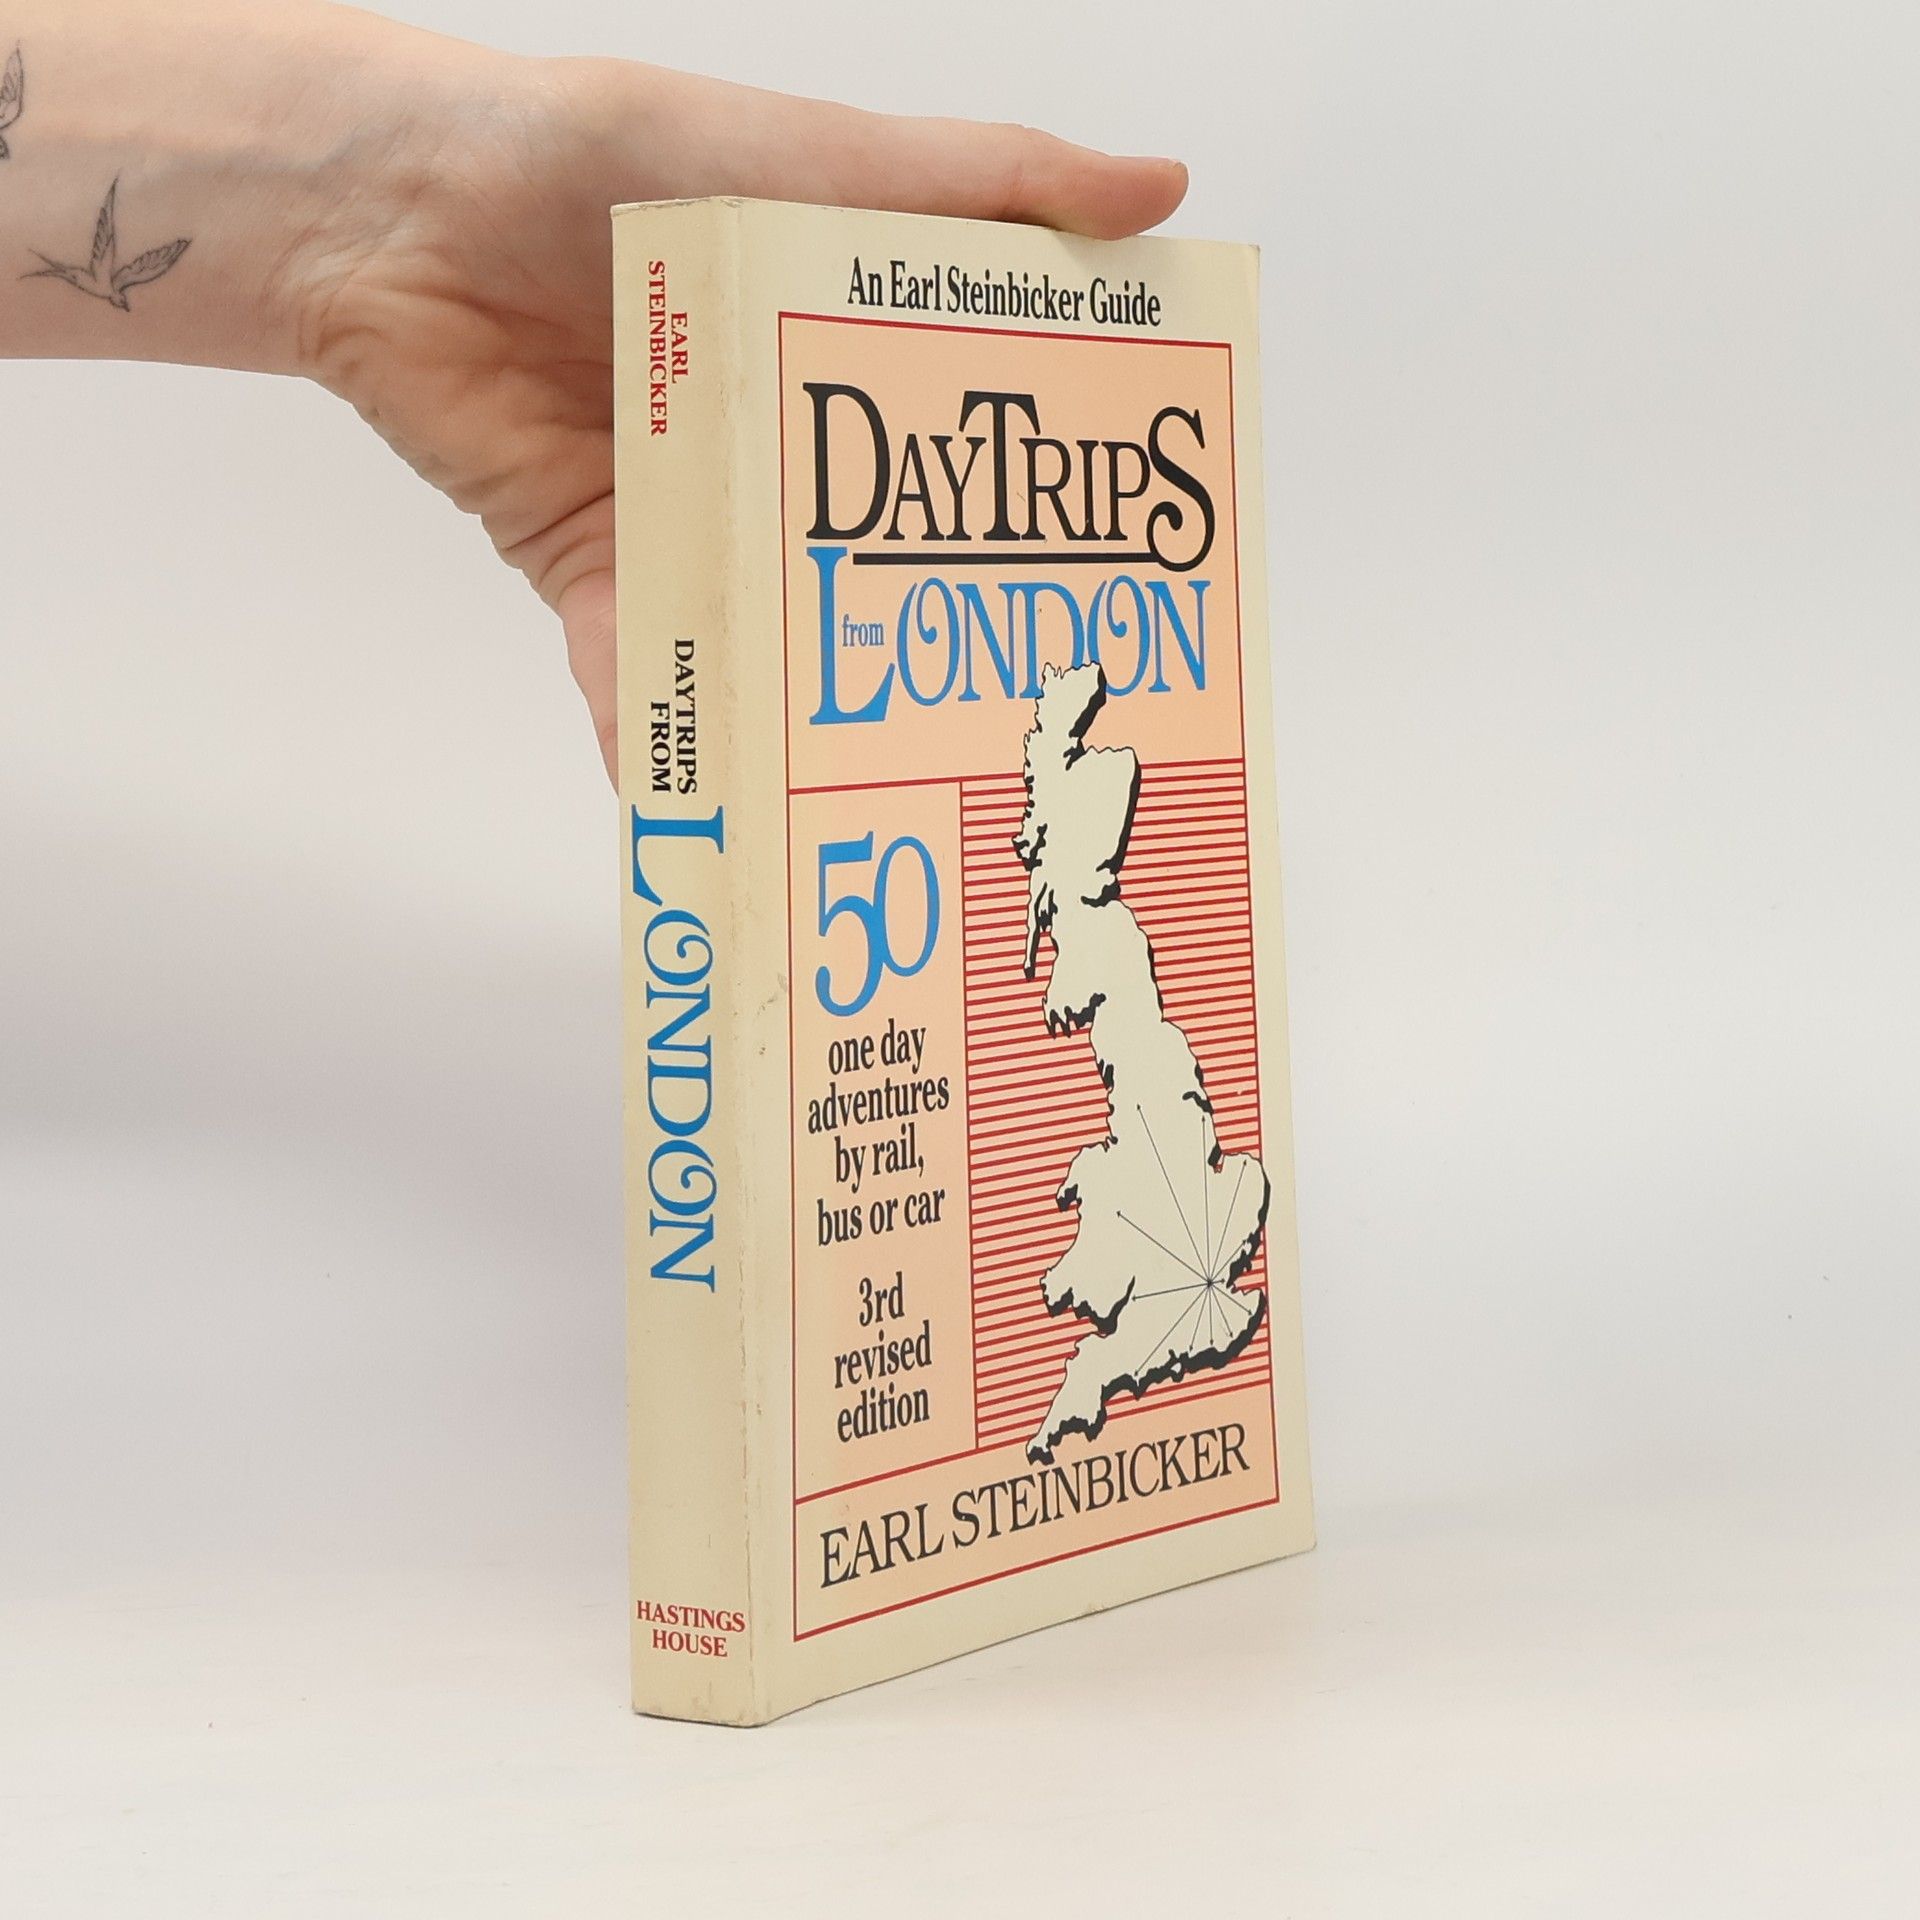 EARL
STEINBICKER
DAYTRIPS
FROM
LONDON
HASTINGS
HOUSE
An Earl Steinbicker Guide
DAYTRIPS
from LONDON
50
one day
adventures
by rail,
bus or car
3rd
revised
edition
EARL STEINBICKER